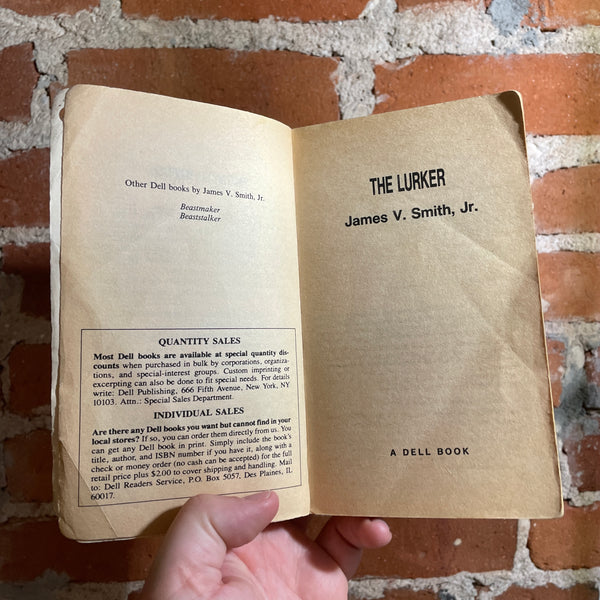 Other Dell books by James V. Smith, Jr.
Beastmaker
Beaststalker
QUANTITY SALES
Most Dell books are available at special quantity dis-
counts when purchased in bulk by corporations, organiza-
tions, and special-interest groups. Custom imprinting or
excerpting can also be done to fit special needs. For details
write: Dell Publishing, 666 Fifth Avenue, New York, NY
10103. Attn.: Special Sales Department.
INDIVIDUAL SALES
Are there any Dell books you want but cannot find in your
local stores? If so, you can order them directly from us. You
can get any Dell book in print. Simply include the book's
title, author, and ISBN number if you have it, along with a
check or money order (no cash can be accepted) for the full
retail price plus $2.00 to cover shipping and handling. Mail
to: Dell Readers Service, P.O. Box 5057, Des Plaines, IL
60017.
THE LURKER
James V. Smith, Jr.
A DELL BOOK